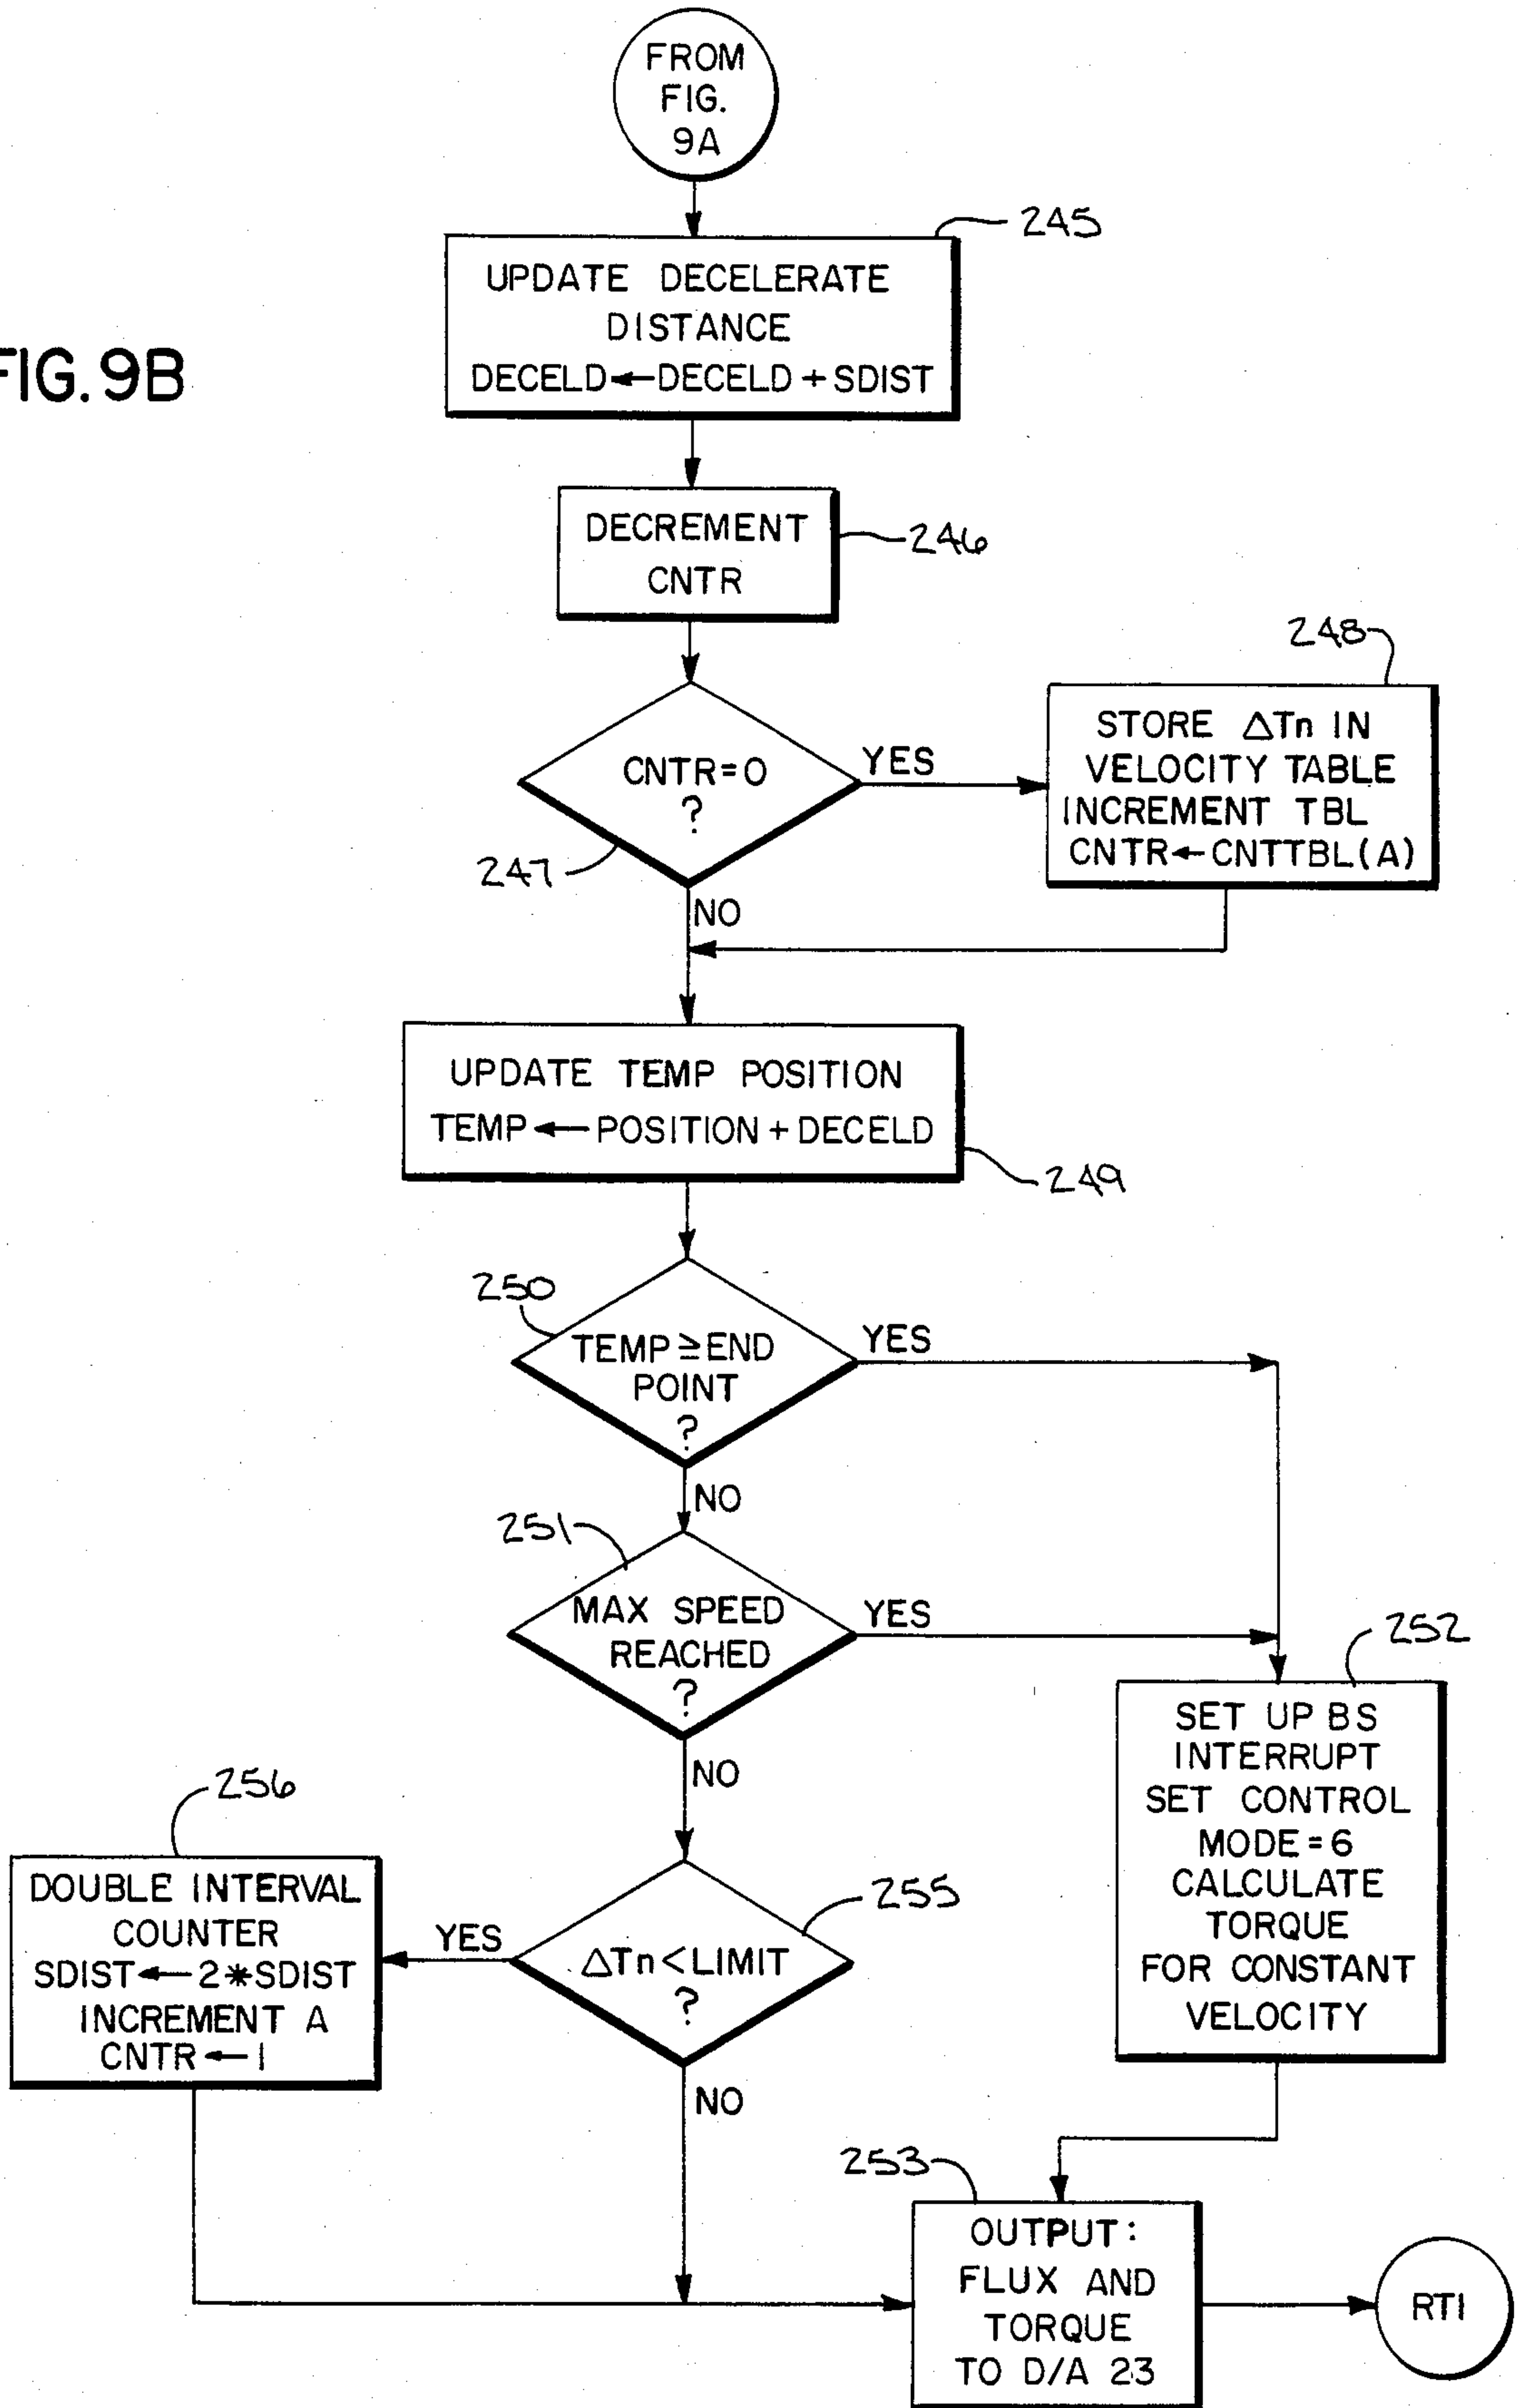 FROM
FIG.
9A
245
UPDATE DECELERATE
DISTANCE
DECELD←DECELD + SDIST
FIG. 9B
DECREMENT
CNTR
246
248
STORE △Tn IN
VELOCITY TABLE
INCREMENT TBL
CNTR←CNTTBL(A)
CNTR=0
?
YES
247
NO
UPDATE TEMP POSITION
TEMP←POSITION + DECELD
249
250
TEMP ≧ END
POINT
?
YES
NO
251
MAX SPEED
REACHED
?
YES
252
NO
SET UP BS
INTERRUPT
SET CONTROL
MODE = 6
CALCULATE
TORQUE
FOR CONSTANT
VELOCITY
256
DOUBLE INTERVAL
COUNTER
SDIST←2*SDIST
INCREMENT A
CNTR←1
YES
255
△Tn < LIMIT
?
NO
253
OUTPUT:
FLUX AND
TORQUE
TO D/A 23
RTI